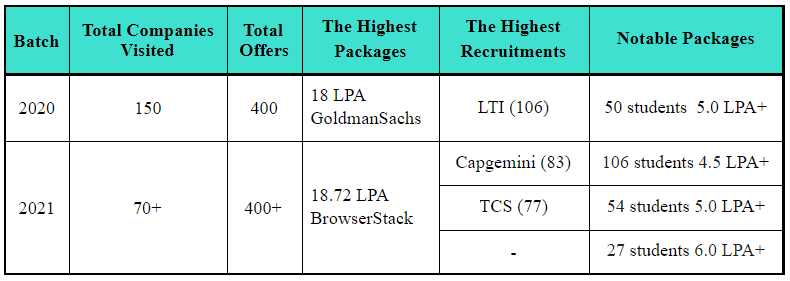 Batch
Total Companies
Visited
Total
Offers
The Highest
Packages
The Highest
Recruitments
Notable Packages
2020
150
400
18 LPA
GoldmanSachs
LTI (106)
50 students 5.0 LPA+
2021
70+
400+
18.72 LPA
BrowserStack
Capgemini (83)
106 students 4.5 LPA+
TCS (77)
54 students 5.0 LPA+
-
27 students 6.0 LPA+